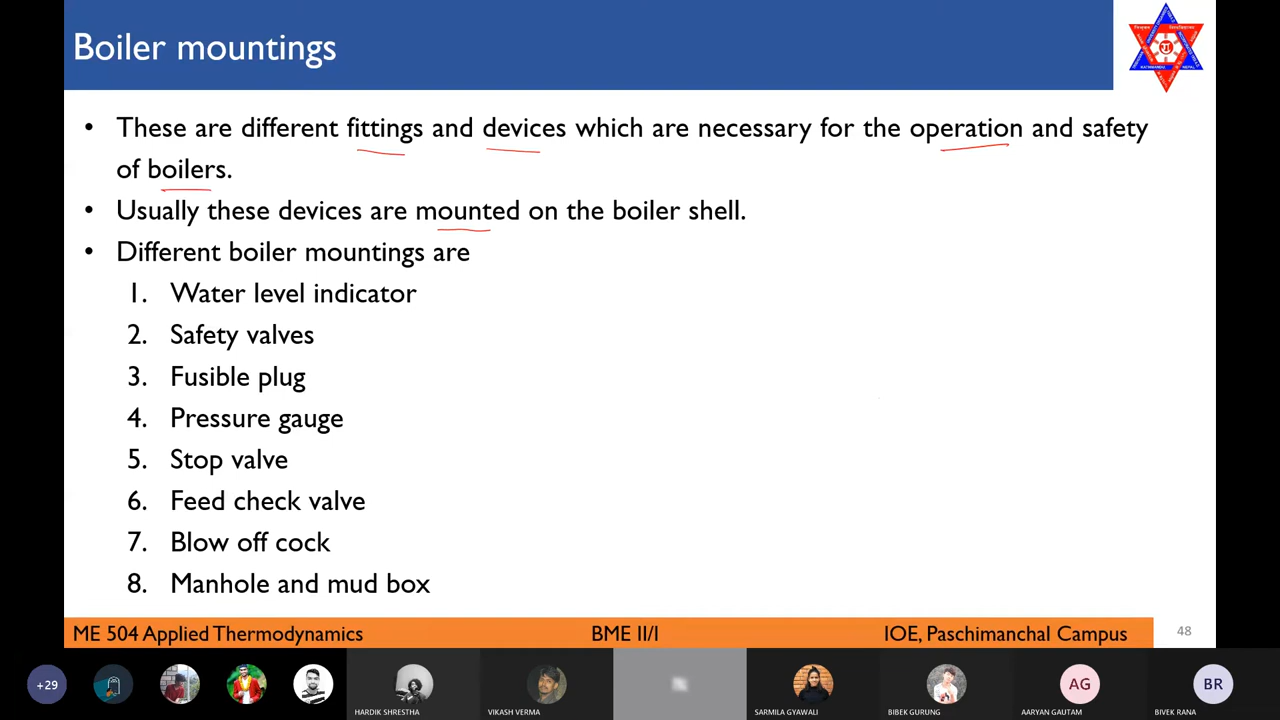 Boiler mountings
• These are different fittings and devices which are necessary for the operation and safety
of boilers.
• Usually these devices are mounted on the boiler shell.
• Different boiler mountings are
1. Water level indicator
2. Safety valves
3. Fusible plug
4. Pressure gauge
5. Stop valve
6. Feed check valve
7. Blow off cock
8. Manhole and mud box
ME 504 Applied Thermodynamics BME II/I IOE, Paschimanchal Campus 48
+29 AG BR
HARDIK SHRESTHA VIKASH VERMA SARMILA GYAWALI BIBEK GURUNG AARYAN GAUTAM BIVEK RANA